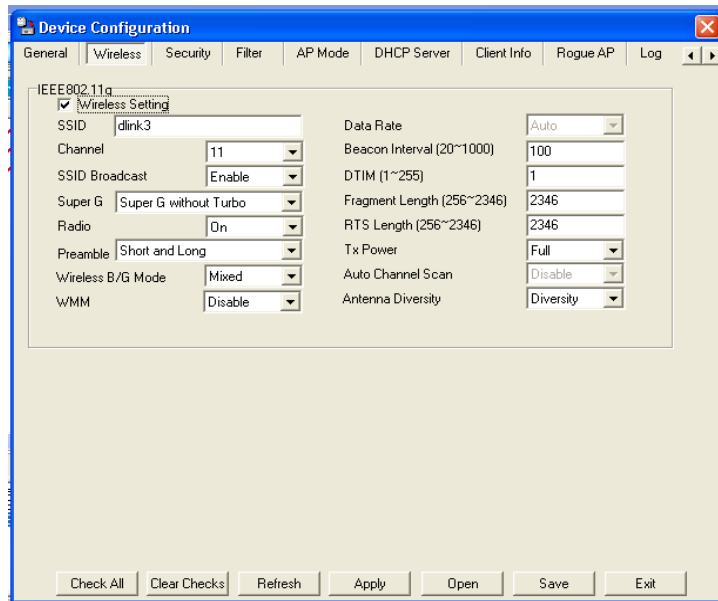 Device Configuration
General Wireless Security Filter AP Mode DHCP Server Client Info Rogue AP Log
IEEE802.11g
Wireless Setting
SSID dlink3
Data Rate Auto
Channel 11
Beacon Interval (20~1000) 100
SSID Broadcast Enable
DTIM (1~255) 1
Super G Super G without Turbo
Fragment Length (256~2346) 2346
Radio On
RTS Length (256~2346) 2346
Preamble Short and Long
Tx Power Full
Wireless B/G Mode Mixed
Auto Channel Scan Disable
WMM Disable
Antenna Diversity Diversity
Check All Clear Checks Refresh Apply Open Save Exit